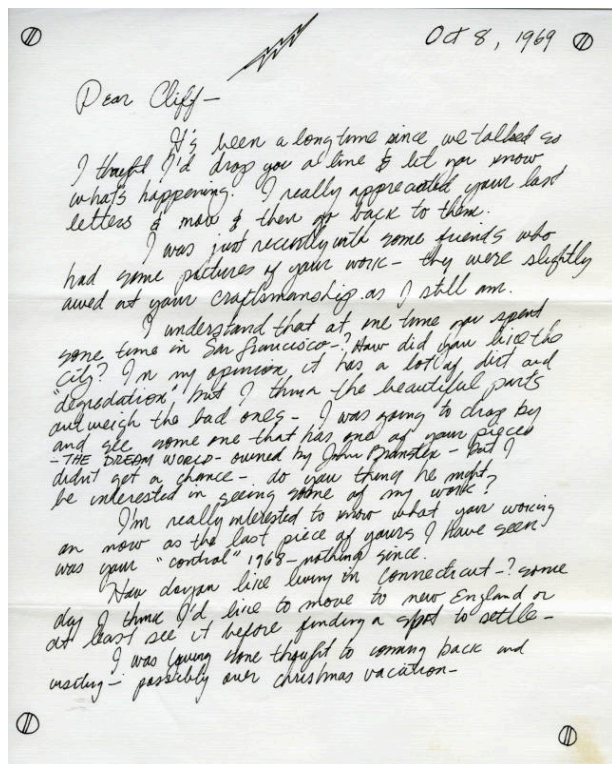 Oct 8, 1969
Dear Cliff—
It's been a long time since we talked so
I thought I'd drop you a line & let you know
what's happening. I really appreciated your last
letters & now & then go back to them.
I was just recently with some friends who
had some pictures of your work— they were slightly
awed at your craftsmanship as I still am.
I understand that at one time you spent
some time in San Francisco—? How did you like the
City? In my opinion, it has a lot of dirt and
"degredation" but I think the beautiful parts
outweigh the bad ones— I was going to drop by
and see some one that has one of your pieces
—THE DREAM WORLD— owned by John — but I
didn't get a chance— do you think he might
be interested in seeing some of my work?
I'm really interested to know what your working
on now as the last piece of yours I have seen
was your "control" 1968— nothing since.
How do you like living in Connecticut—? some
day I think I'd like to move to new England or
at least see it before finding a spot to settle—
I was giving some thought to coming back and
visiting— possibly over christmas vacation—